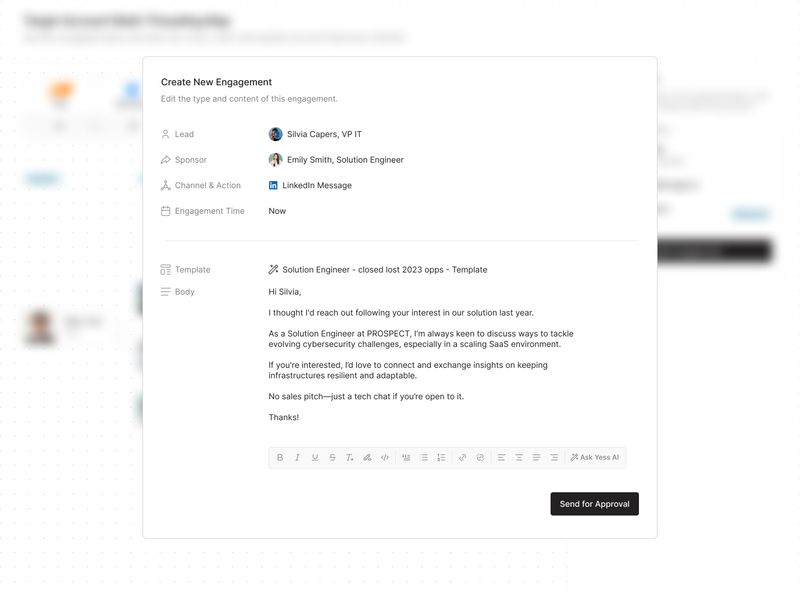 Create New Engagement
Edit the type and content of this engagement.
Lead
Silvia Capers, VP IT
Sponsor
Emily Smith, Solution Engineer
Channel & Action
LinkedIn Message
Engagement Time
Now
Template
Solution Engineer - closed lost 2023 opps - Template
Body
Hi Silvia,
I thought I'd reach out following your interest in our solution last year.
As a Solution Engineer at PROSPECT, I'm always keen to discuss ways to tackle
evolving cybersecurity challenges, especially in a scaling SaaS environment.
If you're interested, I'd love to connect and exchange insights on keeping
infrastructures resilient and adaptable.
No sales pitch—just a tech chat if you're open to it.
Thanks!
Ask Yess AI
Send for Approval